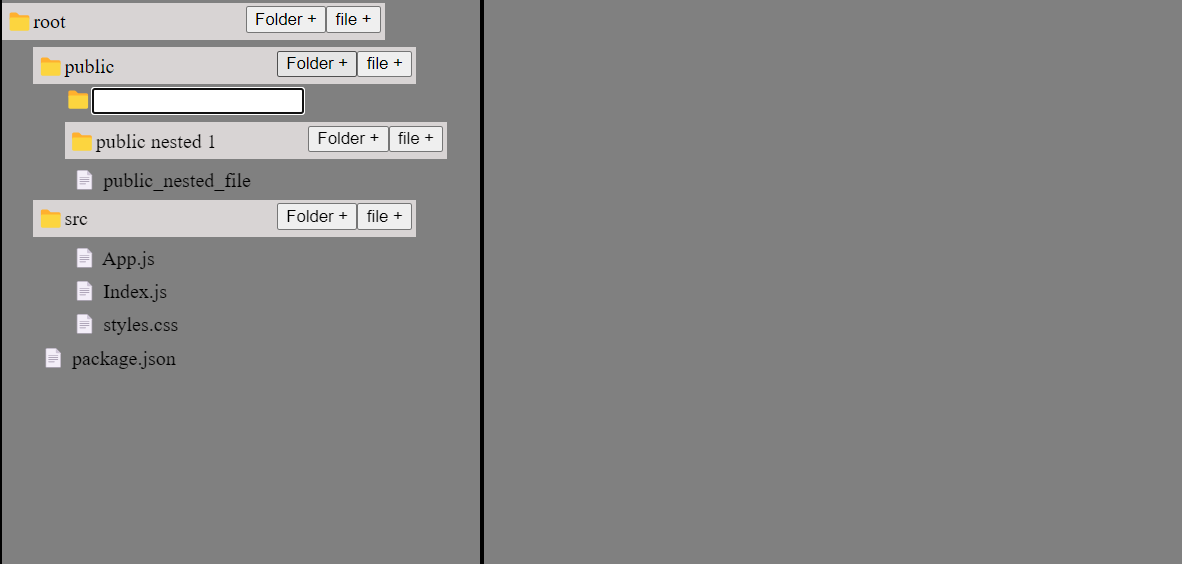 root Folder + file +
public Folder + file +
public nested 1 Folder + file +
public_nested_file
src Folder + file +
App.js
Index.js
styles.css
package.json